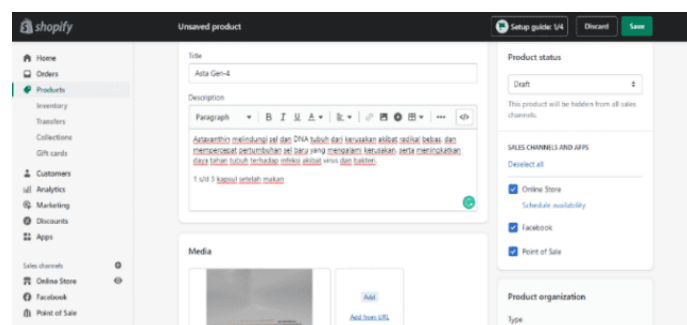 shopify
Unsaved product
Setup guide: 1/4
Discard
Save
Home
Orders
Products
Inventory
Transfers
Collections
Gift cards
Customers
Analytics
Marketing
Discounts
Apps
Sales channels
Online Store
Facebook
Point of Sale
Title
Asta Gen-4
Description
Paragraph
B I U A
Astaxanthin melindungi sel dan DNA tubuh dari kerusakan akibat radikal bebas, dan
mempercepat pertumbuhan sel baru yang mengalami kerusakan, serta meningkatkan
daya tahan tubuh terhadap infeksi akibat virus dan bakteri.
1 s/d 3 kapsul setelah makan
Media
Add
Add from URL
Product status
Draft
This product will be hidden from all sales
channels.
SALES CHANNELS AND APPS
Deselect all
Online Store
Schedule availability
Facebook
Point of Sale
Product organization
Type